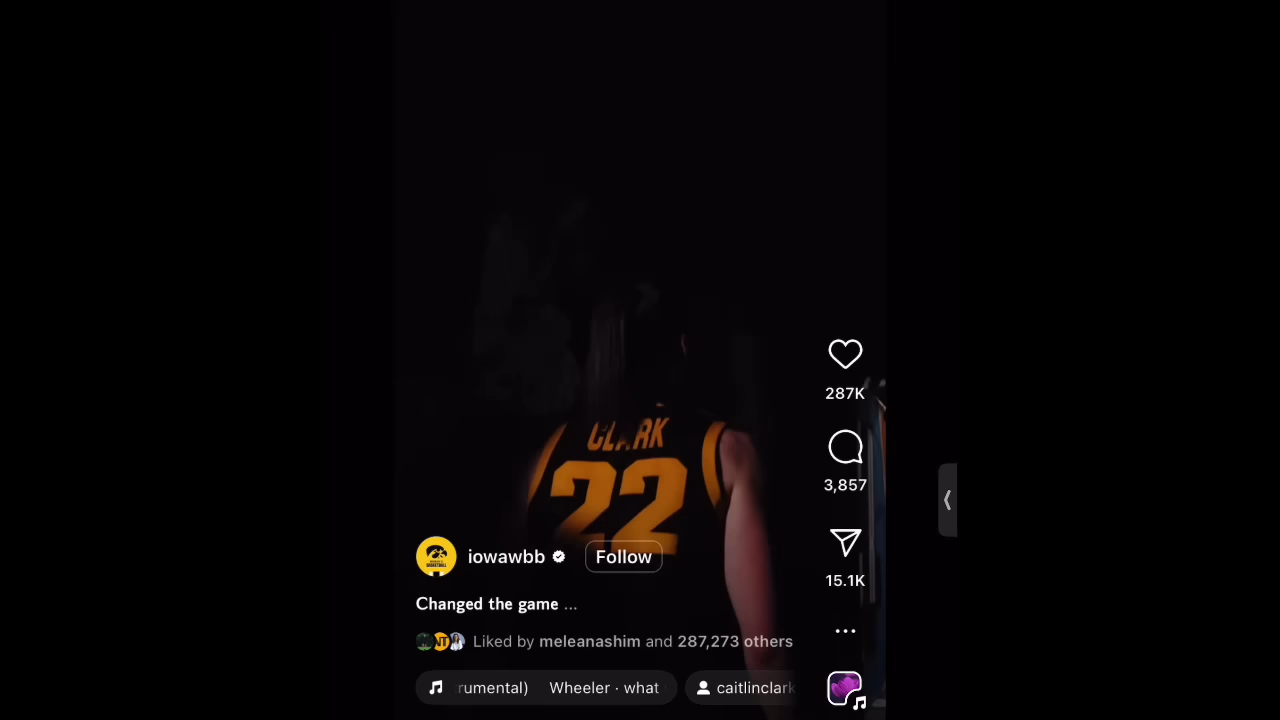 CLARK
22
287K
3,857
15.1K
iowawbb
Follow
Changed the game ...
Liked by meleanashim and 287,273 others
rumental) Wheeler · what
caitlinclark